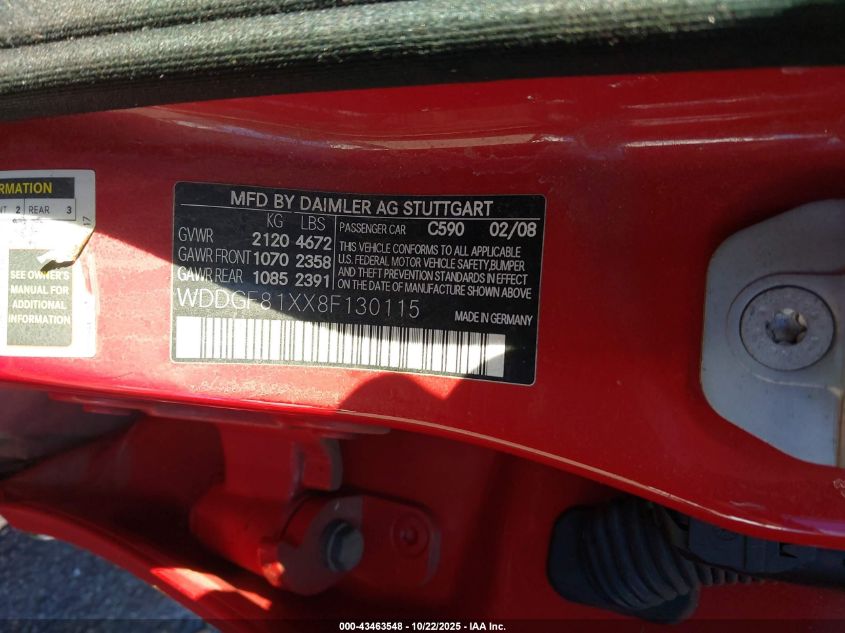 RMATION
NT 2 REAR 3
17
SEE OWNER'S
MANUAL FOR
ADDITIONAL
INFORMATION
MFD BY DAIMLER AG STUTTGART
KG LBS
GVWR 2120 4672
GAWR FRONT 1070 2358
GAWR REAR 1085 2391
PASSENGER CAR C590 02/08
THIS VEHICLE CONFORMS TO ALL APPLICABLE
U.S. FEDERAL MOTOR VEHICLE SAFETY, BUMPER
AND THEFT PREVENTION STANDARDS IN EFFECT
ON THE DATE OF MANUFACTURE SHOWN ABOVE
WDDGF81XX8F130115
MADE IN GERMANY
000-43463548 - 10/22/2025 - IAA Inc.